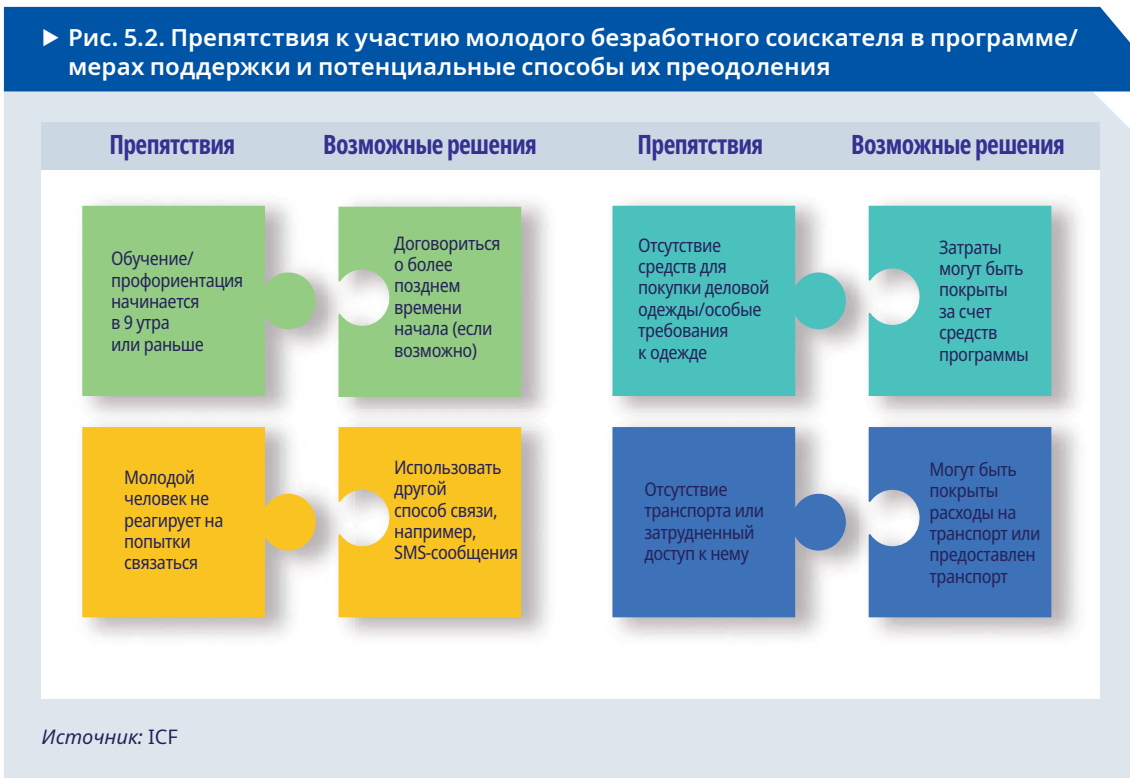 ▶ Рис. 5.2. Препятствия к участию молодого безработного соискателя в программе/
мерах поддержки и потенциальные способы их преодоления
Препятствия
Возможные решения
Препятствия
Возможные решения
Обучение/
профориентация
начинается
в 9 утра
или раньше
Договориться
о более
позднем
времени
начала (если
возможно)
Отсутствие
средств для
покупки деловой
одежды/особые
требования
к одежде
Затраты
могут быть
покрыты
за счет
средств
программы
Молодой
человек не
реагирует на
попытки
связаться
Использовать
другой
способ связи,
например,
SMS-сообщения
Отсутствие
транспорта или
затрудненный
доступ к нему
Могут быть
покрыты
расходы на
транспорт или
предоставлен
транспорт
Источник: ICF